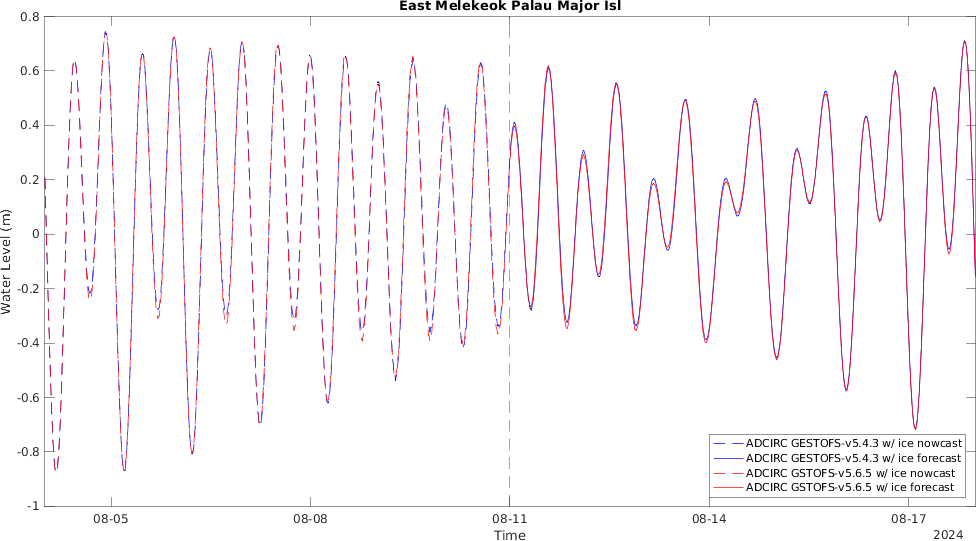 East Melekeok Palau Major Isl
0.8
0.6
0.4
0.2
0
-0.2
-0.4
-0.6
-0.8
-1
Water Level (m)
ADCIRC GESTOFS-v5.4.3 w/ ice nowcast
ADCIRC GESTOFS-v5.4.3 w/ ice forecast
ADCIRC GSTOFS-v5.6.5 w/ ice nowcast
ADCIRC GSTOFS-v5.6.5 w/ ice forecast
08-05 08-08 08-11 08-14 08-17
Time
2024